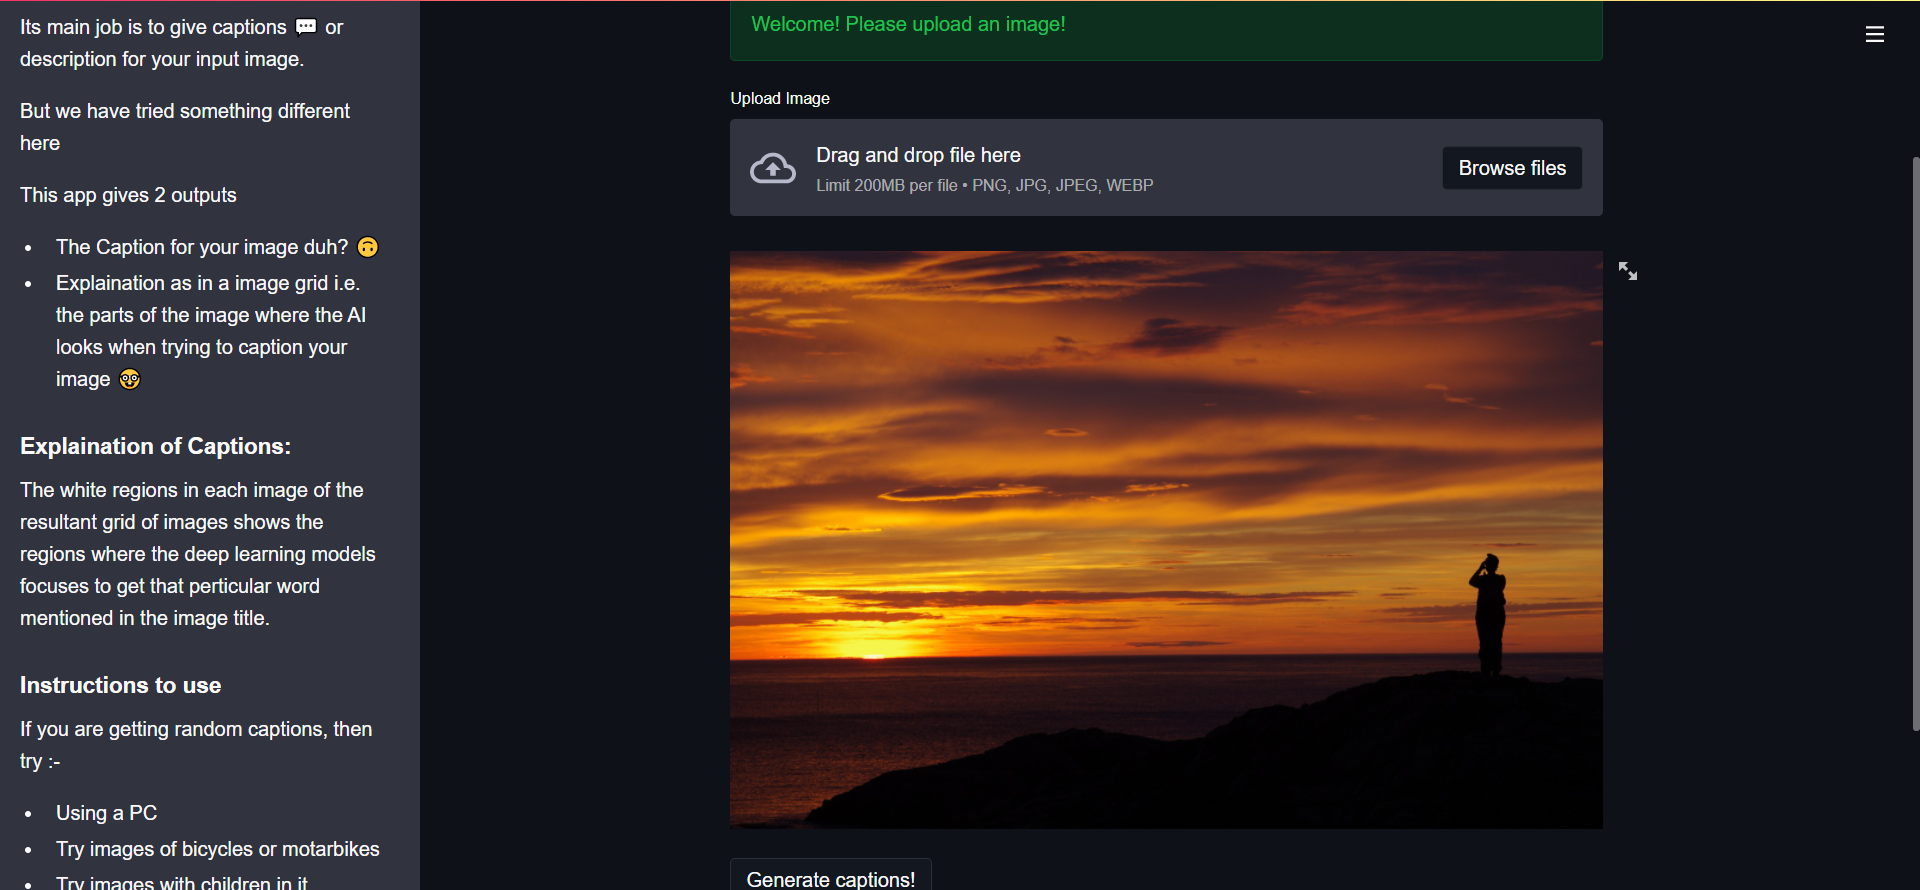 Its main job is to give captions 💬 or
description for your input image.
But we have tried something different
here
This app gives 2 outputs
• The Caption for your image duh? 🙃
• Explaination as in a image grid i.e.
the parts of the image where the AI
looks when trying to caption your
image 🤓
Explaination of Captions:
The white regions in each image of the
resultant grid of images shows the
regions where the deep learning models
focuses to get that perticular word
mentioned in the image title.
Instructions to use
If you are getting random captions, then
try :-
• Using a PC
• Try images of bicycles or motarbikes
• Try images with children in it
Welcome! Please upload an image!
Upload Image
Drag and drop file here
Limit 200MB per file • PNG, JPG, JPEG, WEBP
Browse files
Generate captions!